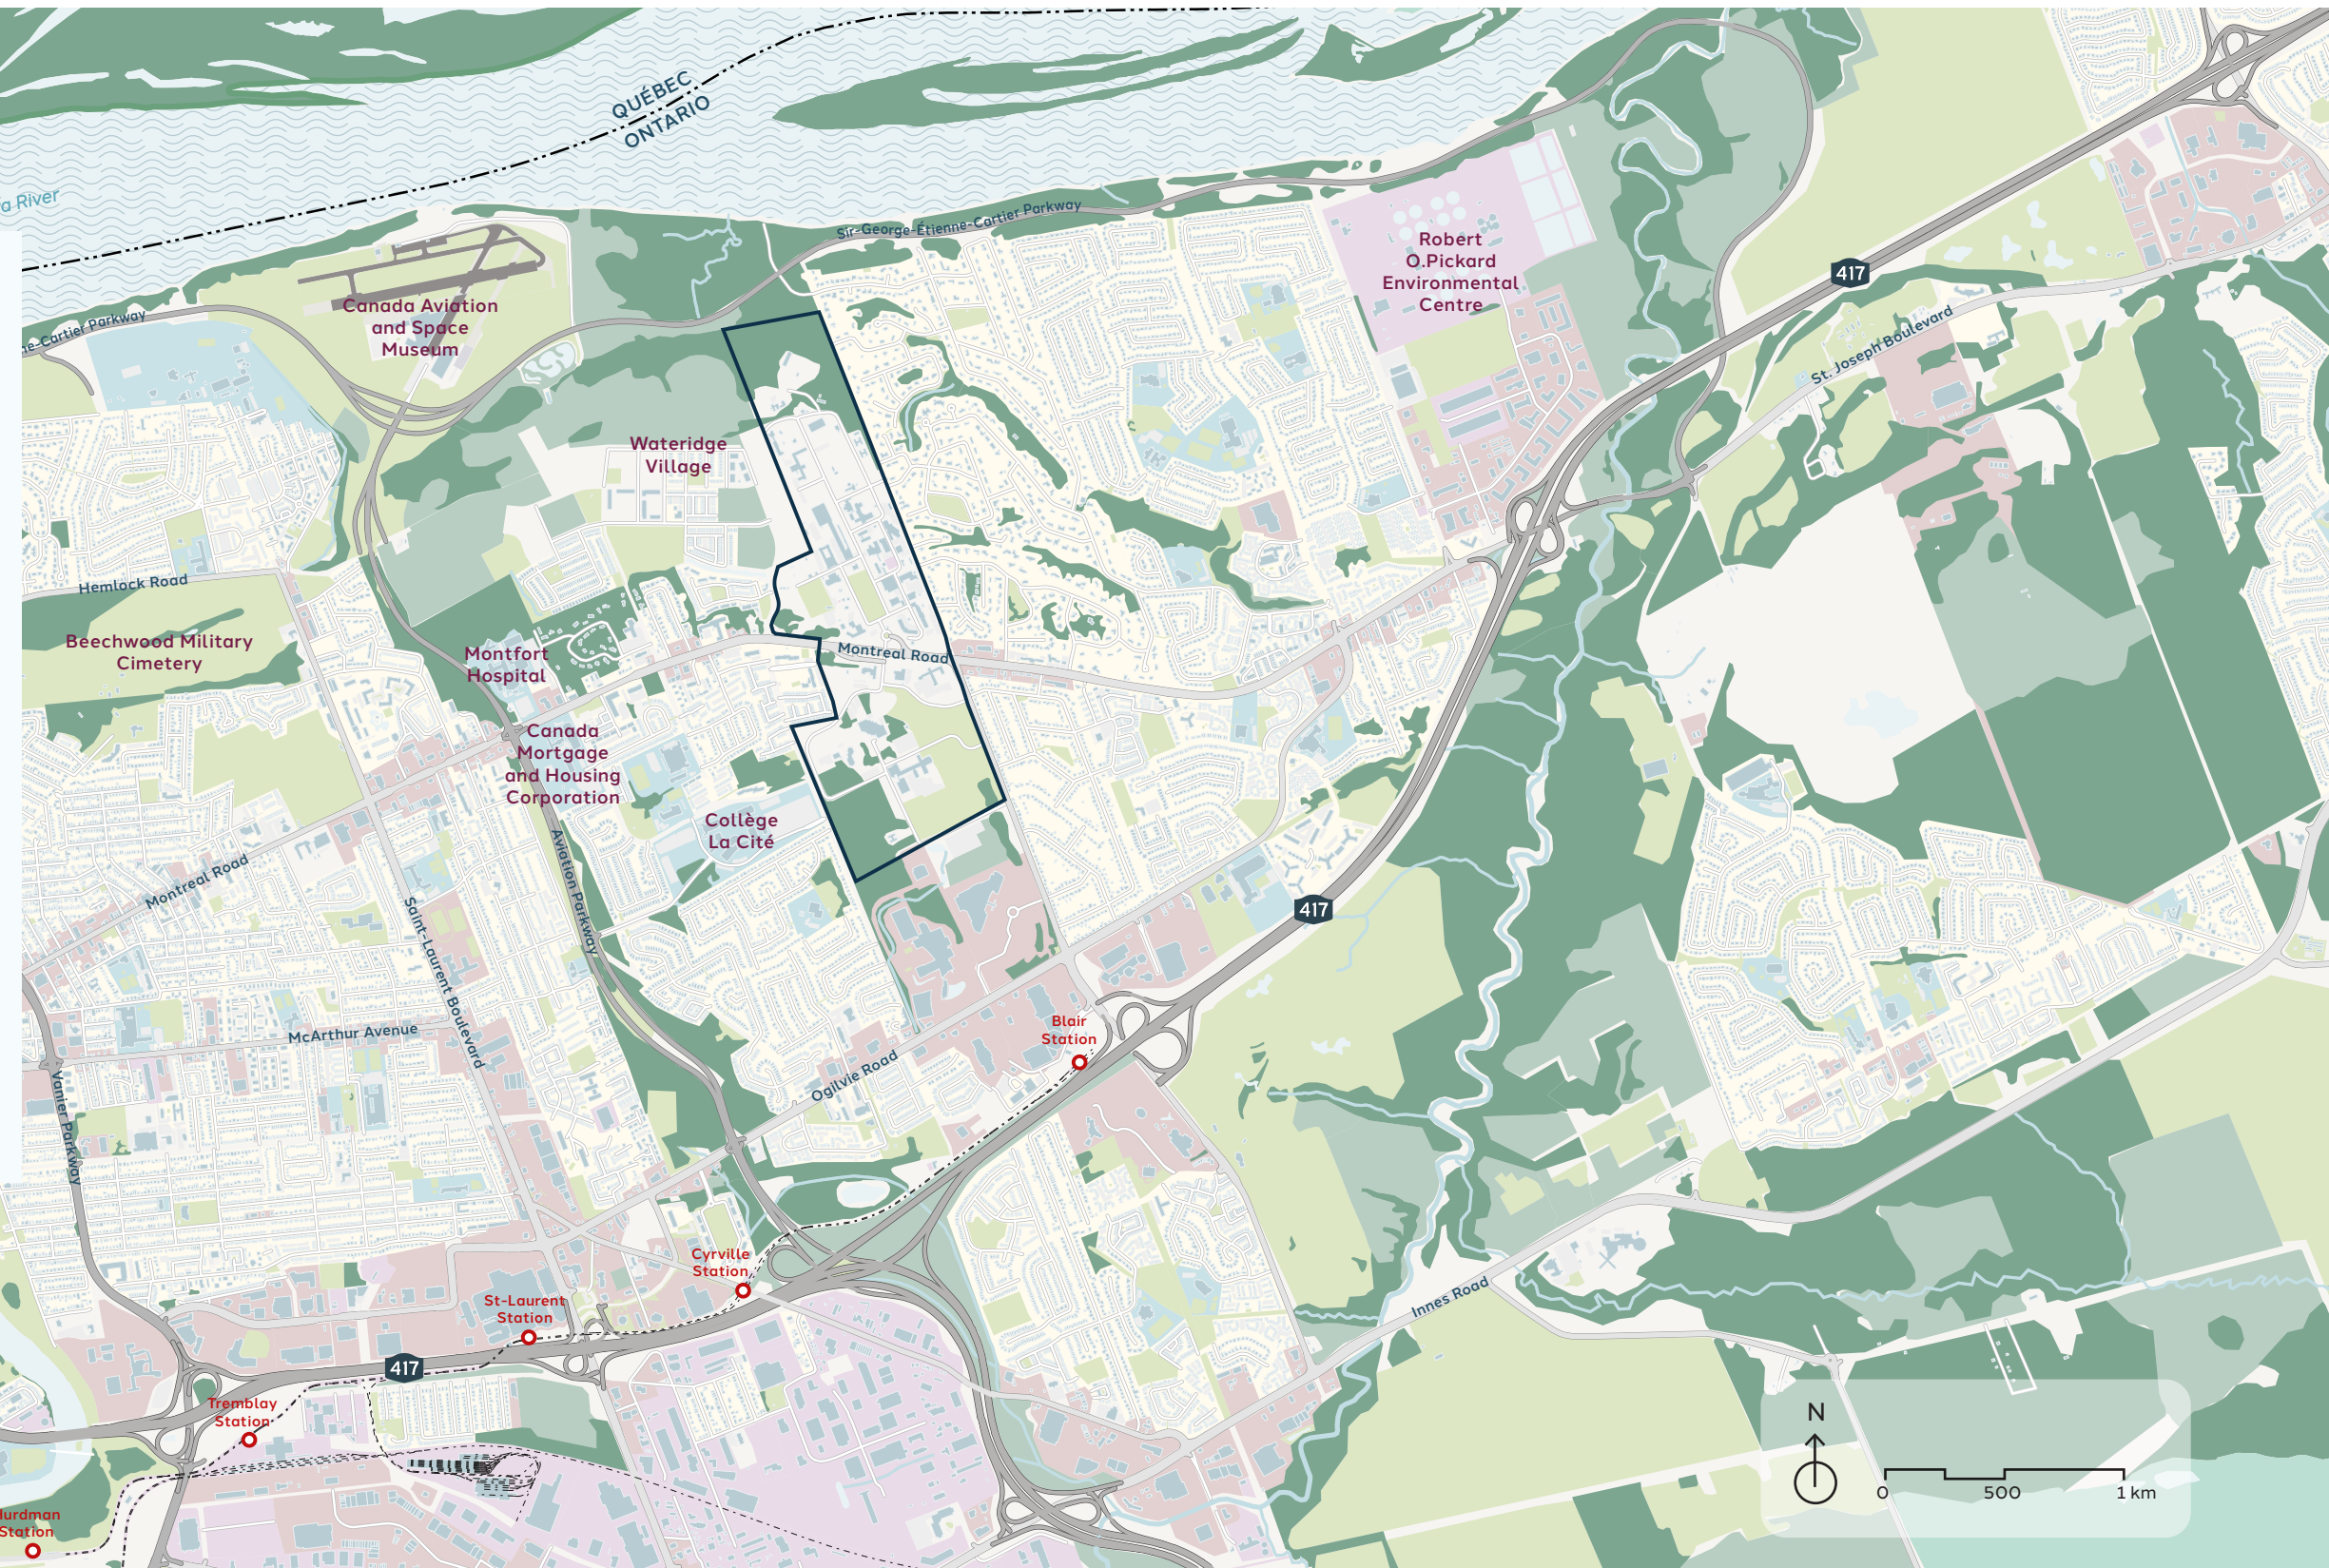 QUÉBEC
ONTARIO
a River
Sir-George-Étienne-Cartier Parkway
Robert
O.Pickard
Environmental
Centre
417
Canada Aviation
and Space
Museum
ne-Cartier Parkway
St. Joseph Boulevard
Wateridge
Village
Hemlock Road
Beechwood Military
Cimetery
Montfort
Hospital
Montreal Road
Canada
Mortgage
and Housing
Corporation
Collège
La Cité
Aviation Parkway
Montreal Road
Saint-Laurent Boulevard
417
McArthur Avenue
Blair
Station
Ogilvie Road
Vanier Parkway
Cyrville
Station
St-Laurent
Station
Innes Road
417
Tremblay
Station
N
0
500
1 km
Hurdman
Station